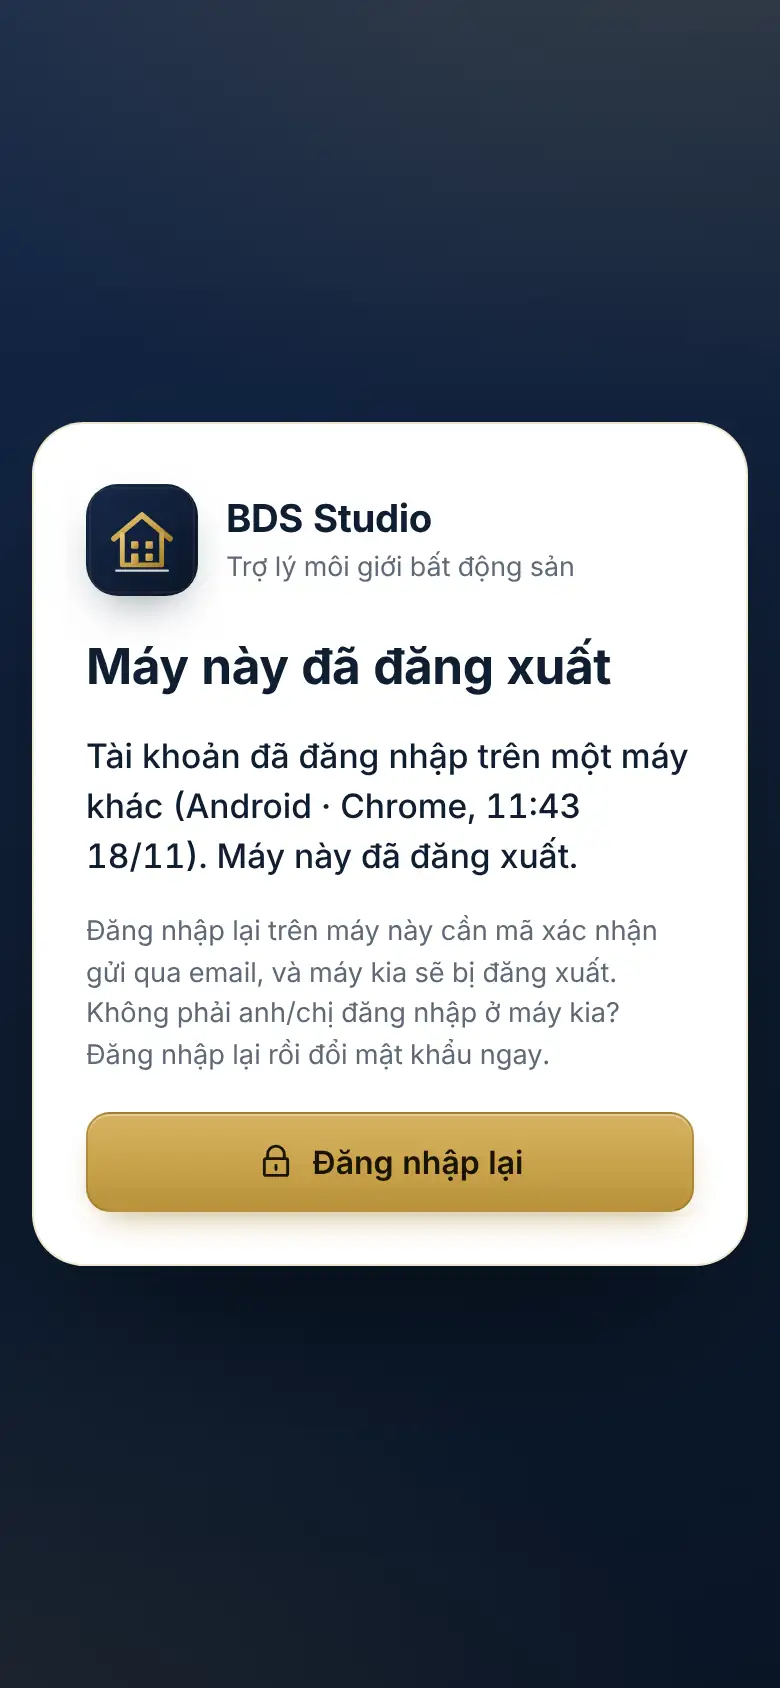 BDS Studio
Trợ lý môi giới bất động sản
Máy này đã đăng xuất
Tài khoản đã đăng nhập trên một máy
khác (Android · Chrome, 11:43
18/11). Máy này đã đăng xuất.
Đăng nhập lại trên máy này cần mã xác nhận
gửi qua email, và máy kia sẽ bị đăng xuất.
Không phải anh/chị đăng nhập ở máy kia?
Đăng nhập lại rồi đổi mật khẩu ngay.
Đăng nhập lại